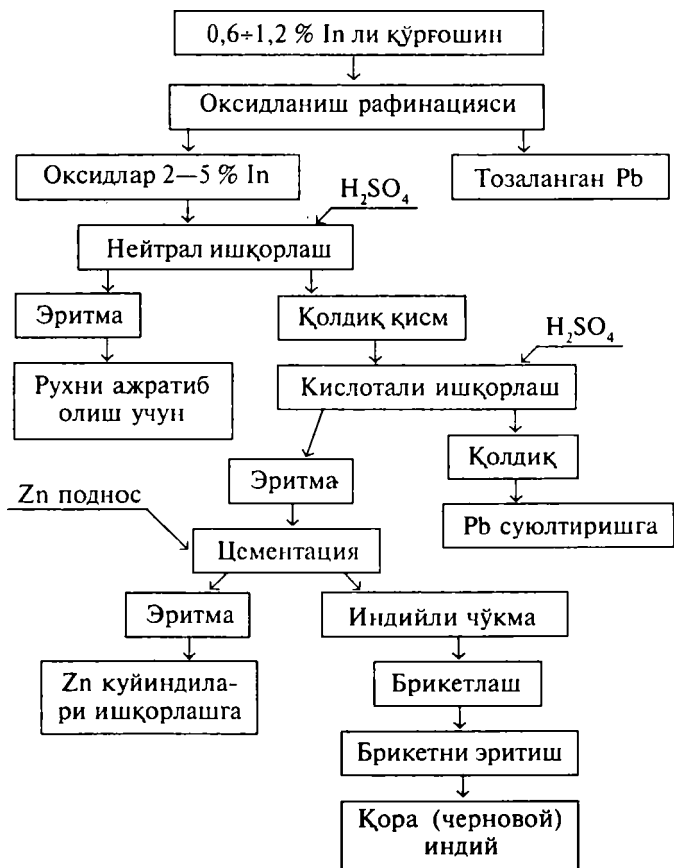 0,6÷1,2 % In ли қўрғошин
Оксидланиш рафинацияси
Оксидлар 2—5 % In
Тозаланган Pb
H₂SO₄
Нейтрал ишқорлаш
Эритма
Қолдиқ қисм
H₂SO₄
Рухни ажратиб
олиш учун
Кислотали ишқорлаш
Эритма
Қолдиқ
Zn поднос
Pb суюлтиришга
Цементация
Эритма
Индийли чўкма
Zn куйиндила-
ри ишқорлашга
Брикетлаш
Брикетни эритиш
Қора (черновой)
индий